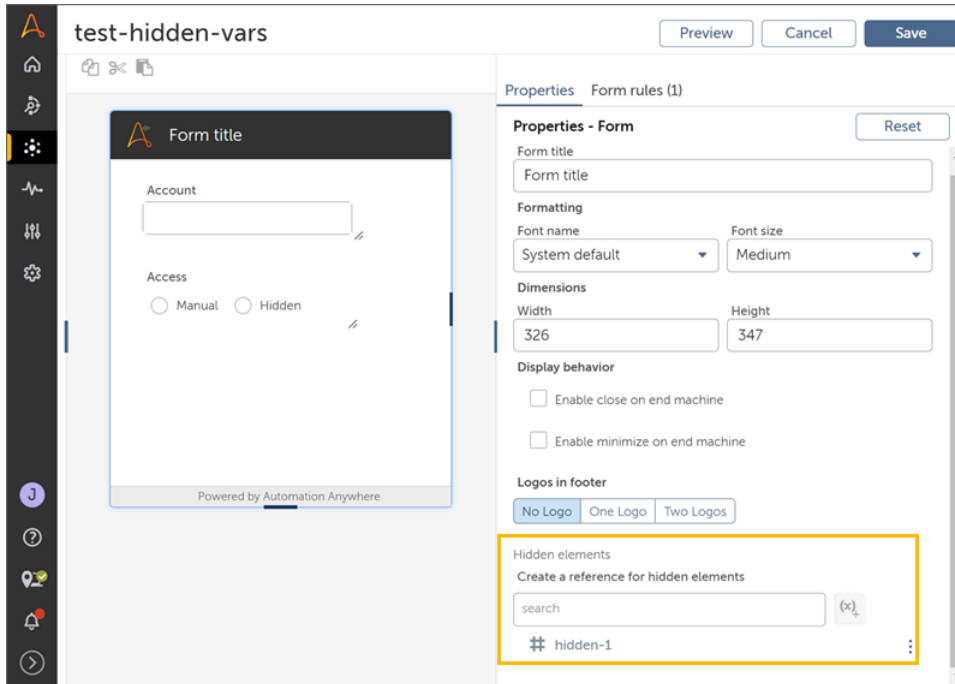 test-hidden-vars
Preview
Cancel
Save
Form title
Account
Access
Manual
Hidden
Powered by Automation Anywhere
J
Properties
Form rules (1)
Properties - Form
Reset
Form title
Form title
Formatting
Font name
Font size
System default
Medium
Dimensions
Width
Height
326
347
Display behavior
Enable close on end machine
Enable minimize on end machine
Logos in footer
No Logo
One Logo
Two Logos
Hidden elements
Create a reference for hidden elements
search
(x)+
# hidden-1